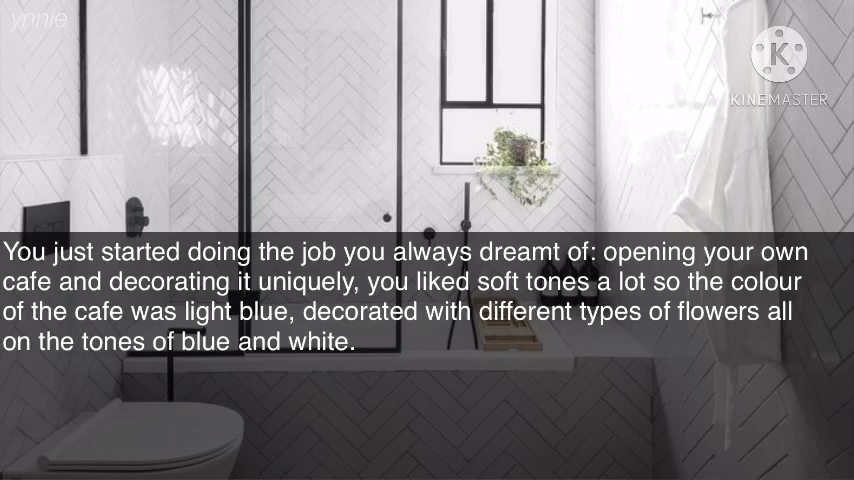 ynnie
KINEMASTER
You just started doing the job you always dreamt of: opening your own
cafe and decorating it uniquely, you liked soft tones a lot so the colour
of the cafe was light blue, decorated with different types of flowers all
on the tones of blue and white.